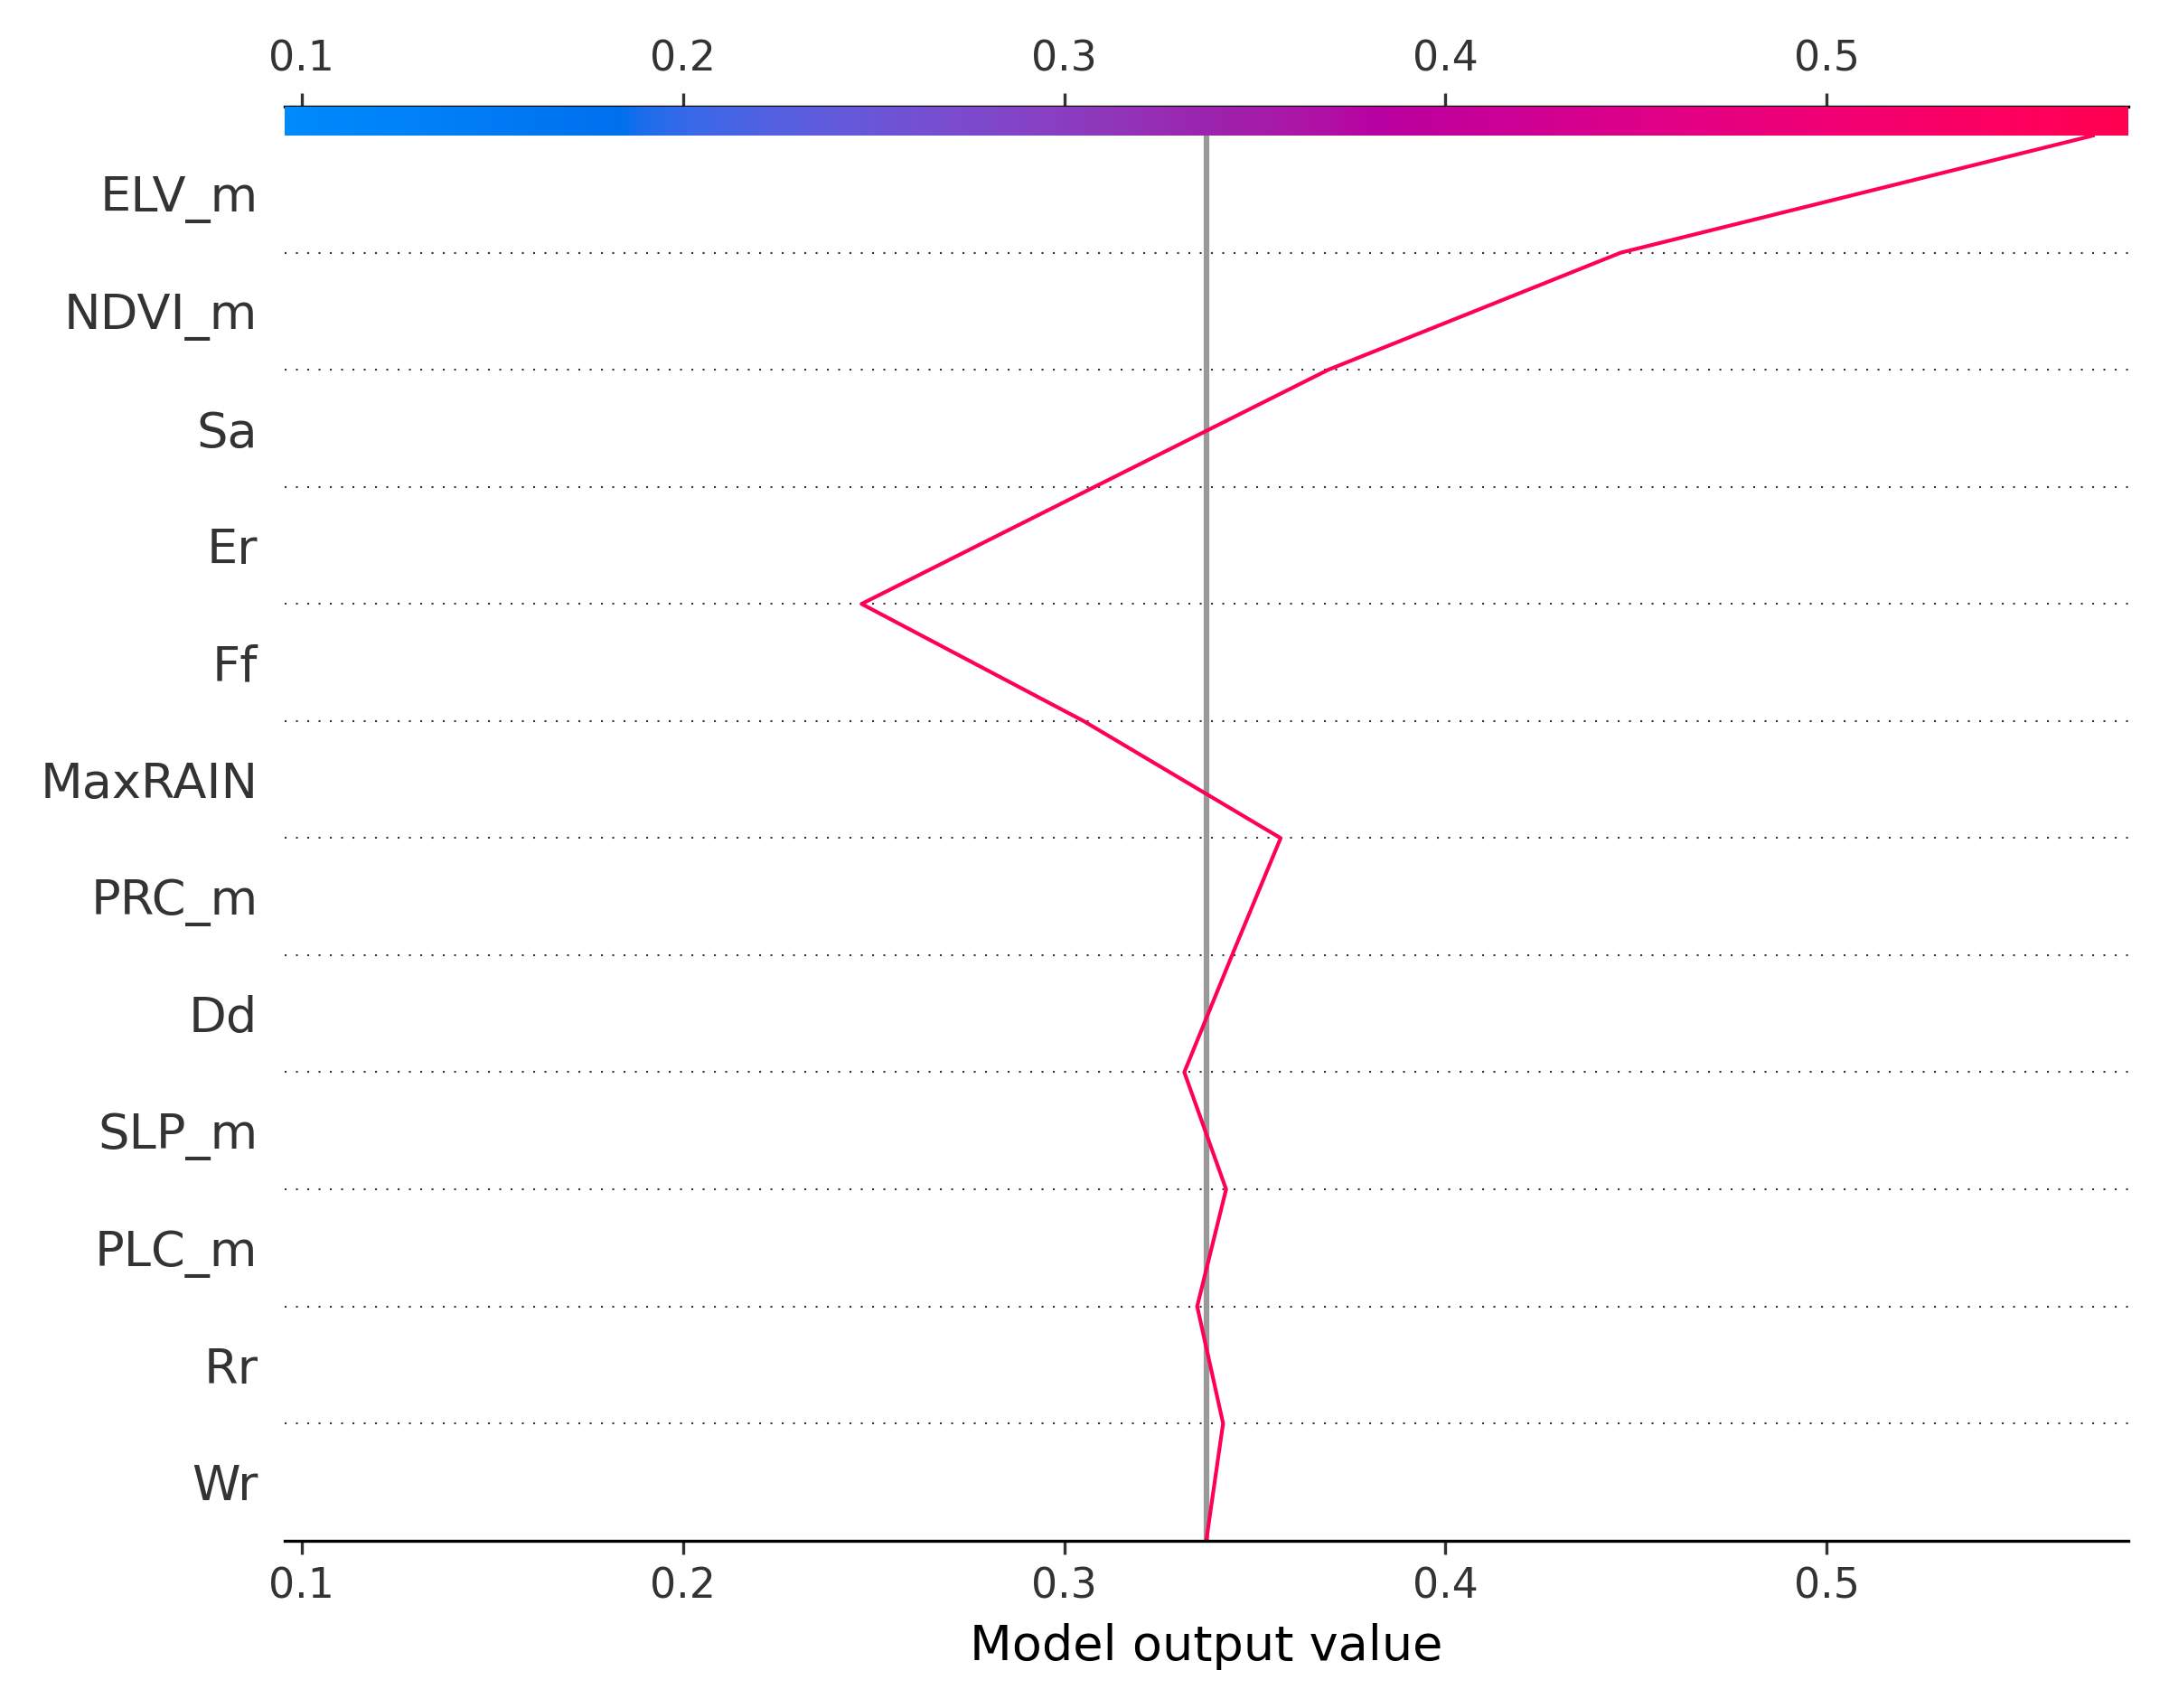 0.1 0.2 0.3 0.4 0.5
ELV_m
NDVI_m
Sa
Er
Ff
MaxRAIN
PRC_m
Dd
SLP_m
PLC_m
Rr
Wr
0.1 0.2 0.3 0.4 0.5
Model output value